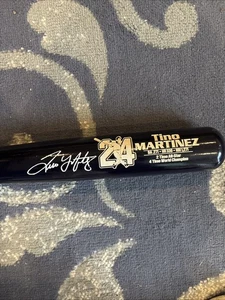 Tino
24 MARTINEZ
2 Time All-Star
4 Time World Champion